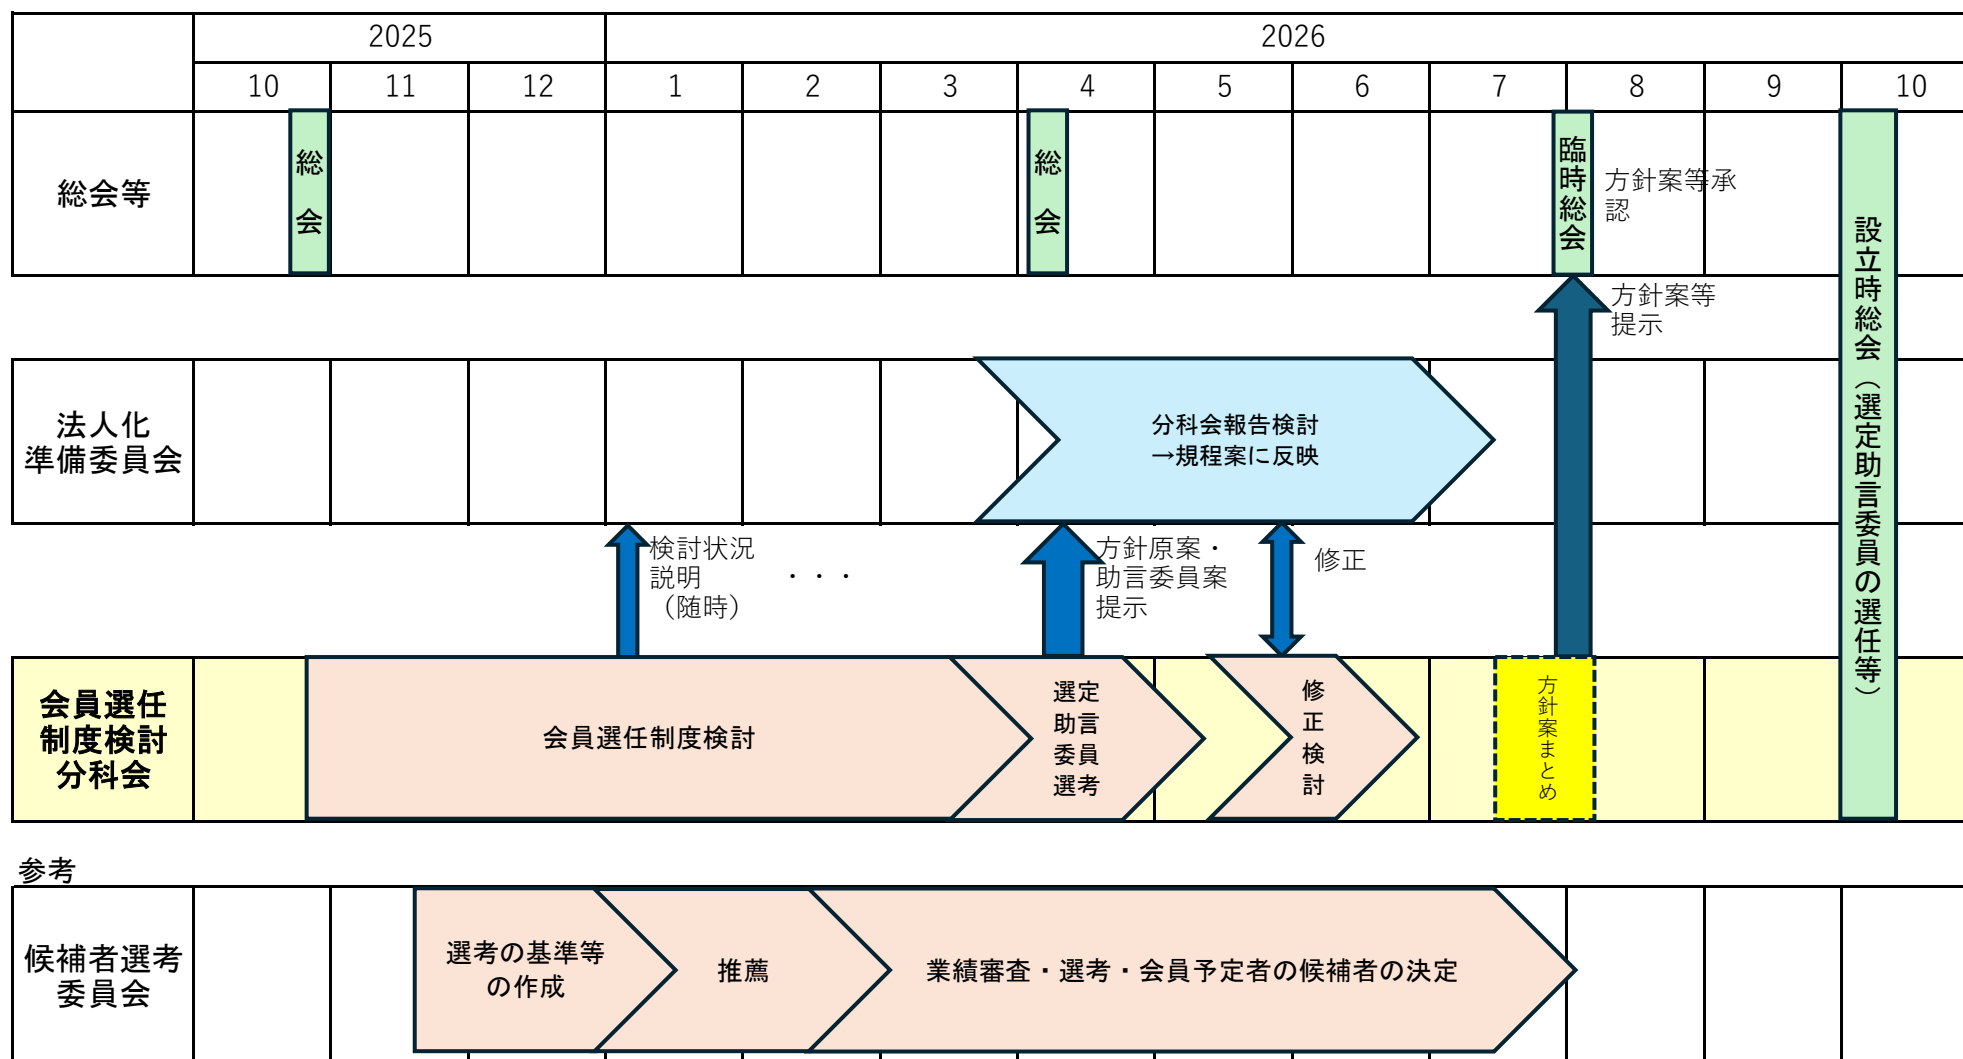 2025
2026
10
11
12
1
2
3
4
5
6
7
8
9
10
総会等
総会
総会
臨時総会
方針案等承
認
方針案等
提示
設立時総会（選定助言委員の選任等）
法人化
準備委員会
分科会報告検討
→規程案に反映
検討状況
説明
（随時）
・・・
方針原案・
助言委員案
提示
修正
会員選任
制度検討
分科会
会員選任制度検討
選定
助言
委員
選考
修正検討
方針案まとめ
参考
候補者選考
委員会
選考の基準等
の作成
推薦
業績審査・選考・会員予定者の候補者の決定